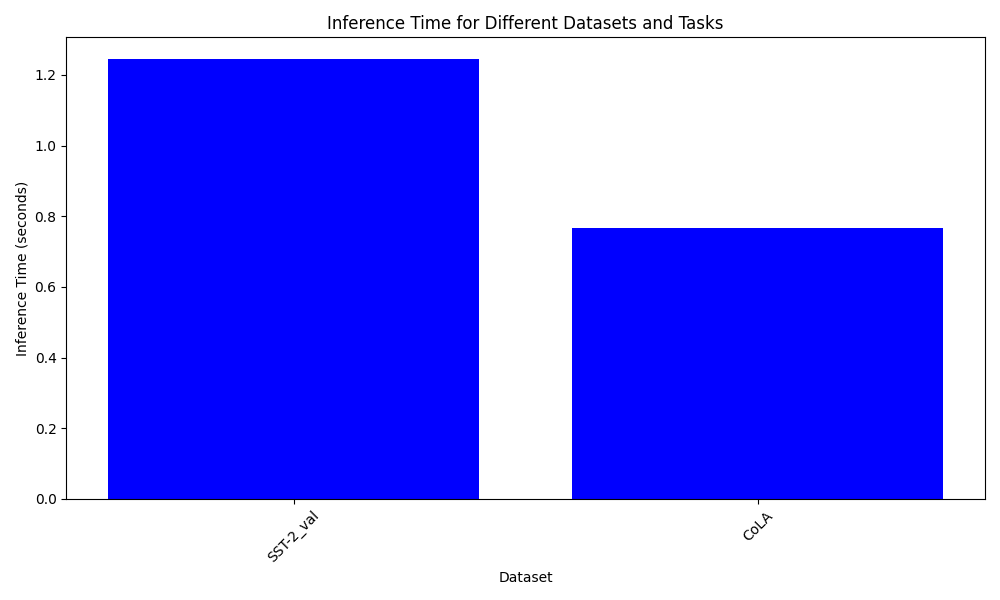 Inference Time for Different Datasets and Tasks
Inference Time (seconds)
1.2
1.0
0.8
0.6
0.4
0.2
0.0
SST-2_val
CoLA
Dataset